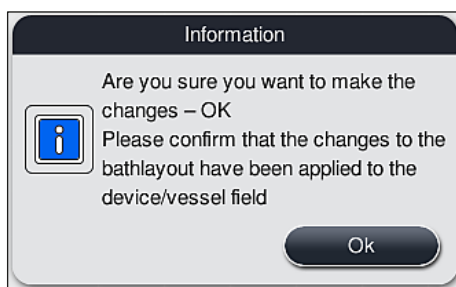 Information
Are you sure you want to make the
changes – OK
Please confirm that the changes to the
bathlayout have been applied to the
device/vessel field
i
Ok